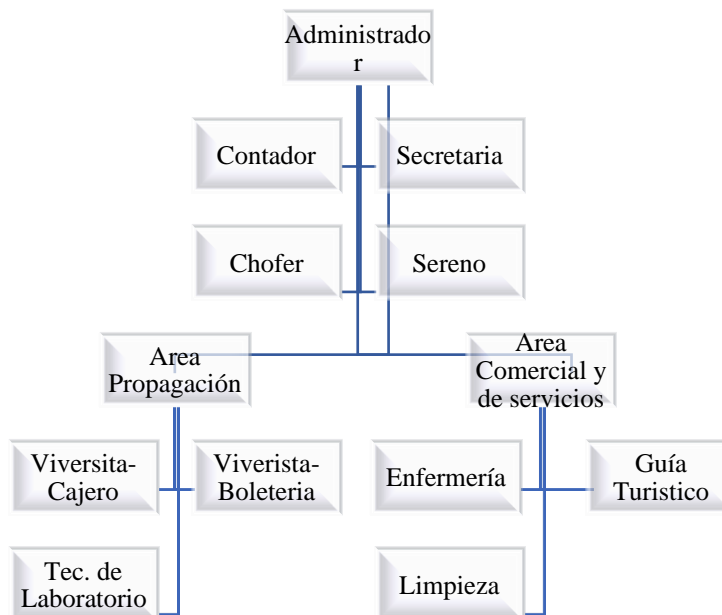 Administrado
r
Contador
Secretaria
Chofer
Sereno
Area
Propagación
Area
Comercial y
de servicios
Viversita-
Cajero
Viverista-
Boleteria
Enfermería
Guía
Turistico
Tec. de
Laboratorio
Limpieza